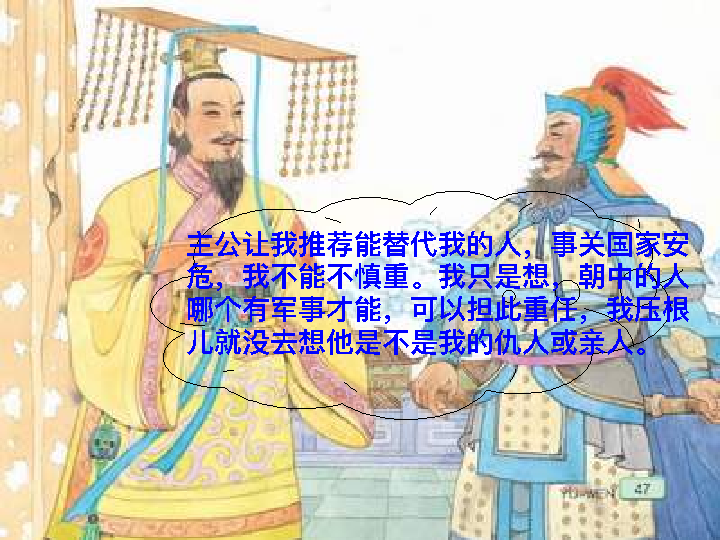 主公让我推荐能替代我的人，事关国家安
危，我不能不慎重。我只是想，朝中的人
哪个有军事才能，可以担此重任，我压根
儿就没去想他是不是我的仇人或亲人。
YU WEN 47